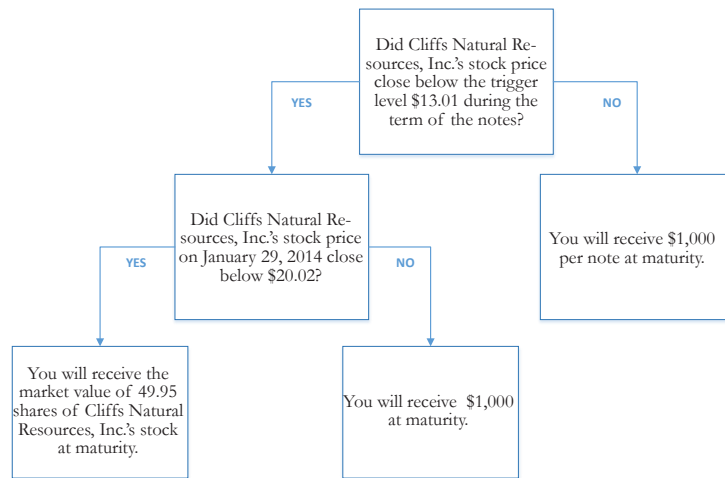 Did Cliffs Natural Re-
sources, Inc.'s stock price
close below the trigger
level $13.01 during the
term of the notes?
YES
NO
Did Cliffs Natural Re-
sources, Inc.'s stock price
on January 29, 2014 close
below $20.02?
You will receive $1,000
per note at maturity.
YES
NO
You will receive the
market value of 49.95
shares of Cliffs Natural
Resources, Inc.'s stock
at maturity.
You will receive $1,000
at maturity.